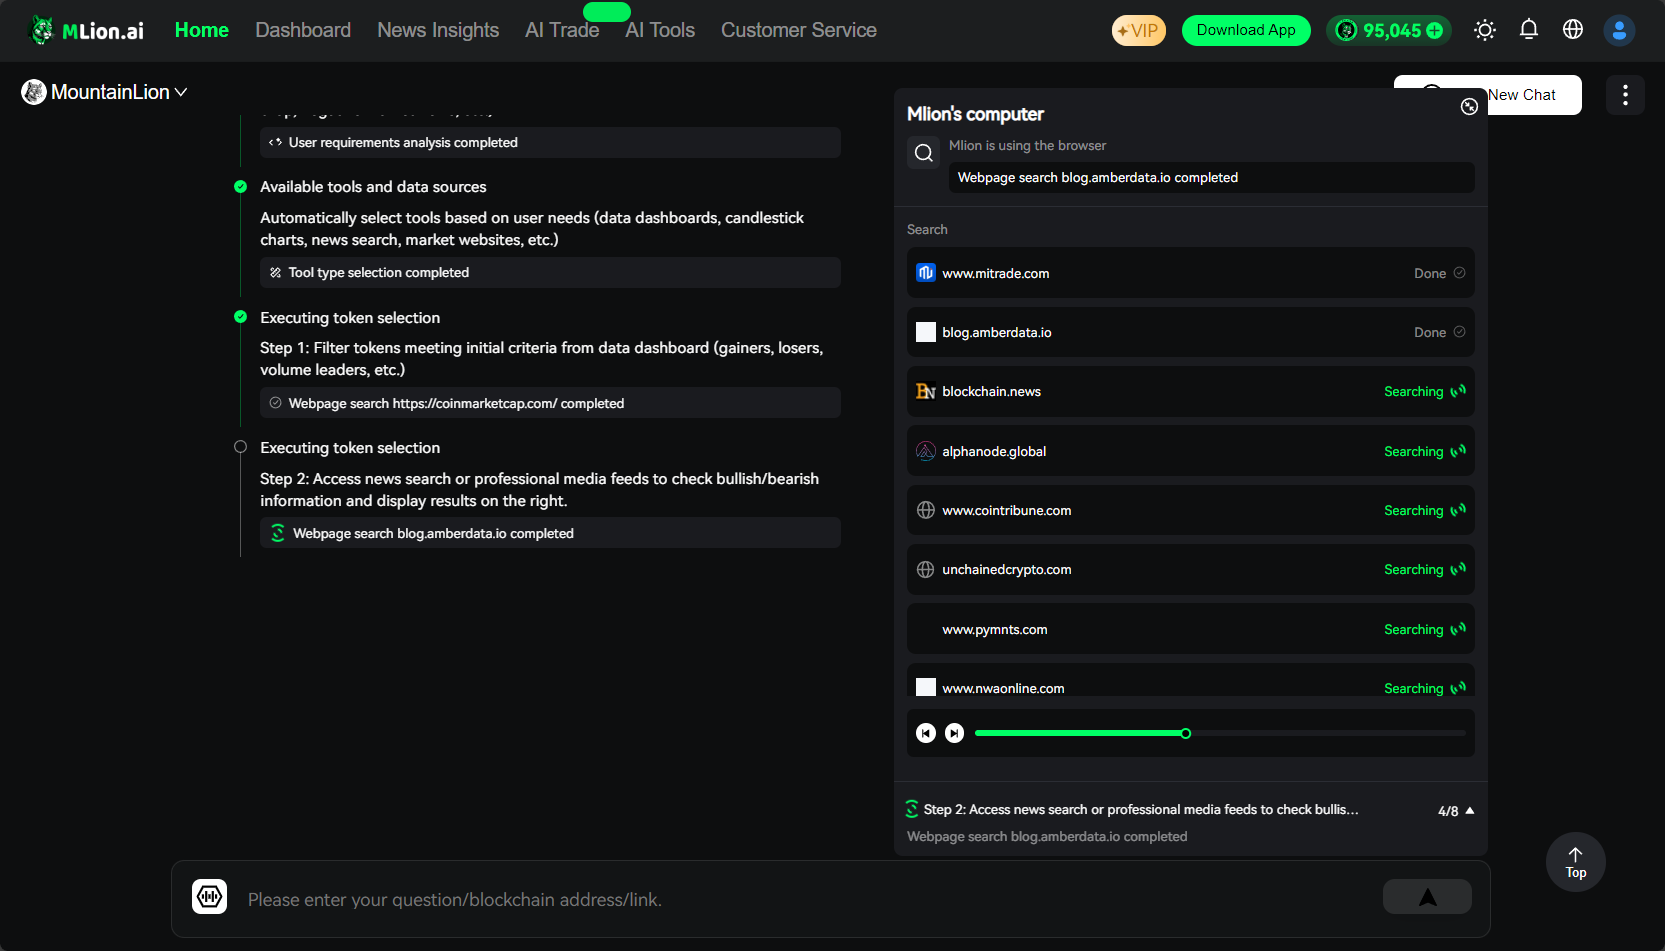 MLion.ai
Home
Dashboard
News Insights
AI Trade
AI Tools
Customer Service
VIP
Download App
95,045
MountainLion
New Chat
User requirements analysis completed
Available tools and data sources
Automatically select tools based on user needs (data dashboards, candlestick
charts, news search, market websites, etc.)
Tool type selection completed
Executing token selection
Step 1: Filter tokens meeting initial criteria from data dashboard (gainers, losers,
volume leaders, etc.)
Webpage search https://coinmarketcap.com/ completed
Executing token selection
Step 2: Access news search or professional media feeds to check bullish/bearish
information and display results on the right.
Webpage search blog.amberdata.io completed
Mlion's computer
Mlion is using the browser
Webpage search blog.amberdata.io completed
Search
www.mitrade.com
Done
blog.amberdata.io
Done
blockchain.news
Searching
alphanode.global
Searching
www.cointribune.com
Searching
unchainedcrypto.com
Searching
www.pymnts.com
Searching
www.nwaonline.com
Searching
Step 2: Access news search or professional media feeds to check bullis...
4/8
Webpage search blog.amberdata.io completed
Top
Please enter your question/blockchain address/link.